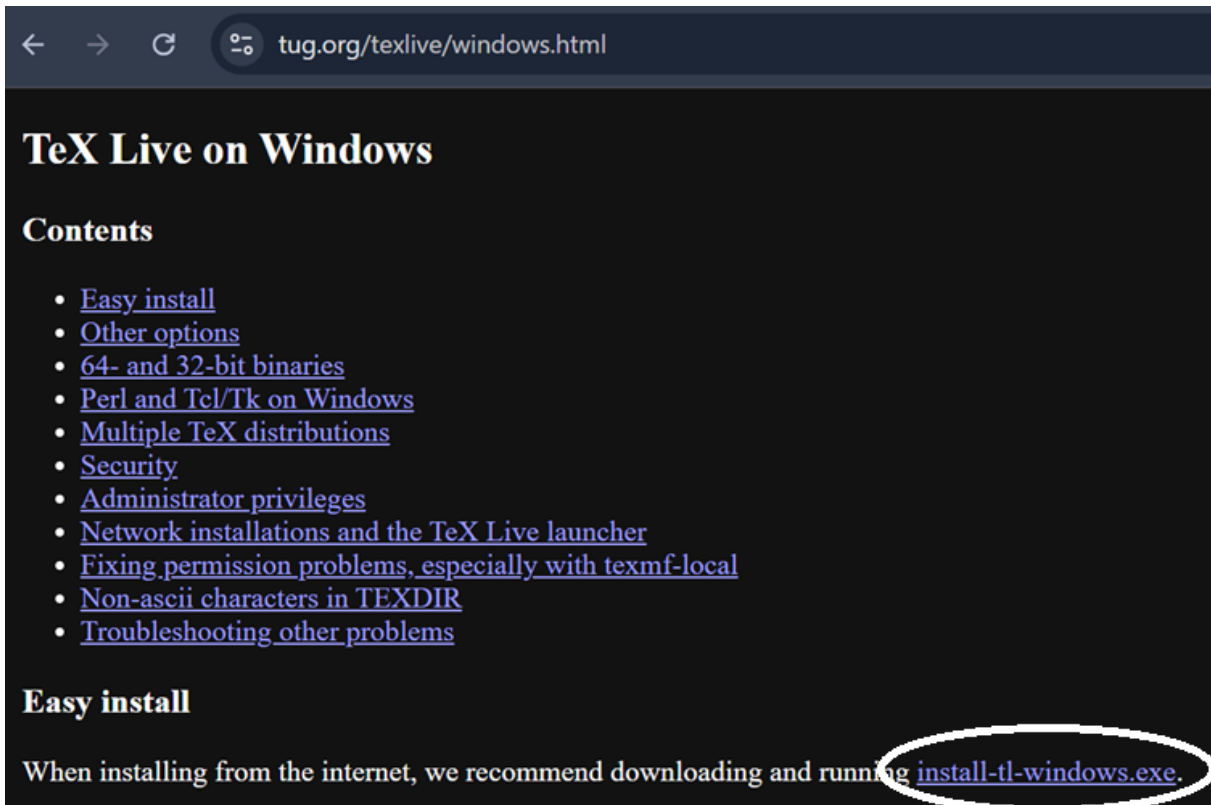 tug.org/texlive/windows.html
TeX Live on Windows
Contents
• Easy install
• Other options
• 64- and 32-bit binaries
• Perl and Tcl/Tk on Windows
• Multiple TeX distributions
• Security
• Administrator privileges
• Network installations and the TeX Live launcher
• Fixing permission problems, especially with texmf-local
• Non-ascii characters in TEXDIR
• Troubleshooting other problems
Easy install
When installing from the internet, we recommend downloading and running install-tl-windows.exe.